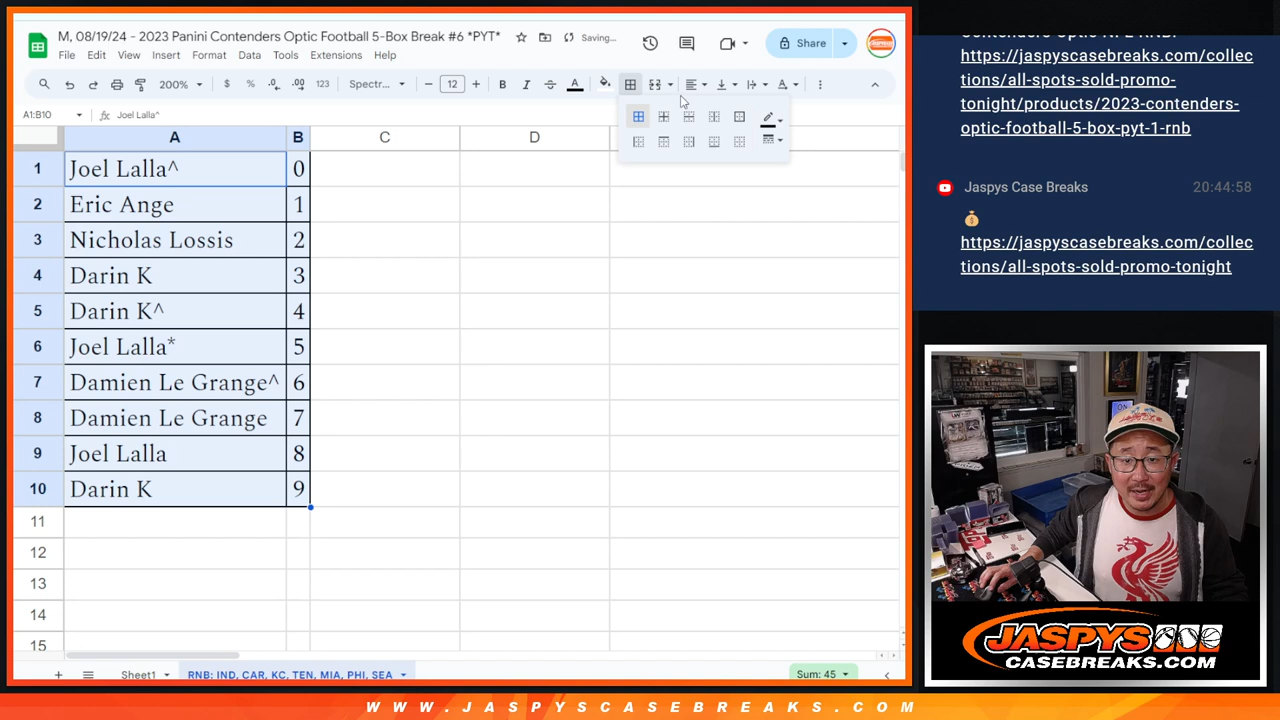 M, 08/19/24 - 2023 Panini Contenders Optic Football 5-Box Break #6 *PYT*
Saving...
File Edit View Insert Format Data Tools Extensions Help
Share
200% $ % .0 .00 123 Spectr... 12 B I A
A1:B10 fx Joel Lalla^
A B C D
1 Joel Lalla^ 0
2 Eric Ange 1
3 Nicholas Lossis 2
4 Darin K 3
5 Darin K^ 4
6 Joel Lalla* 5
7 Damien Le Grange^ 6
8 Damien Le Grange 7
9 Joel Lalla 8
10 Darin K 9
11
12
13
14
15
Sheet1 RNB: IND, CAR, KC, TEN, MIA, PHI, SEA Sum: 45
https://jaspyscasebreaks.com/collec
tions/all-spots-sold-promo-
tonight/products/2023-contenders-
optic-football-5-box-pyt-1-rnb
Jaspys Case Breaks 20:44:58
https://jaspyscasebreaks.com/collec
tions/all-spots-sold-promo-tonight
JASPYS
CASEBREAKS.COM
WWW.JASPYSCASEBREAKS.COM